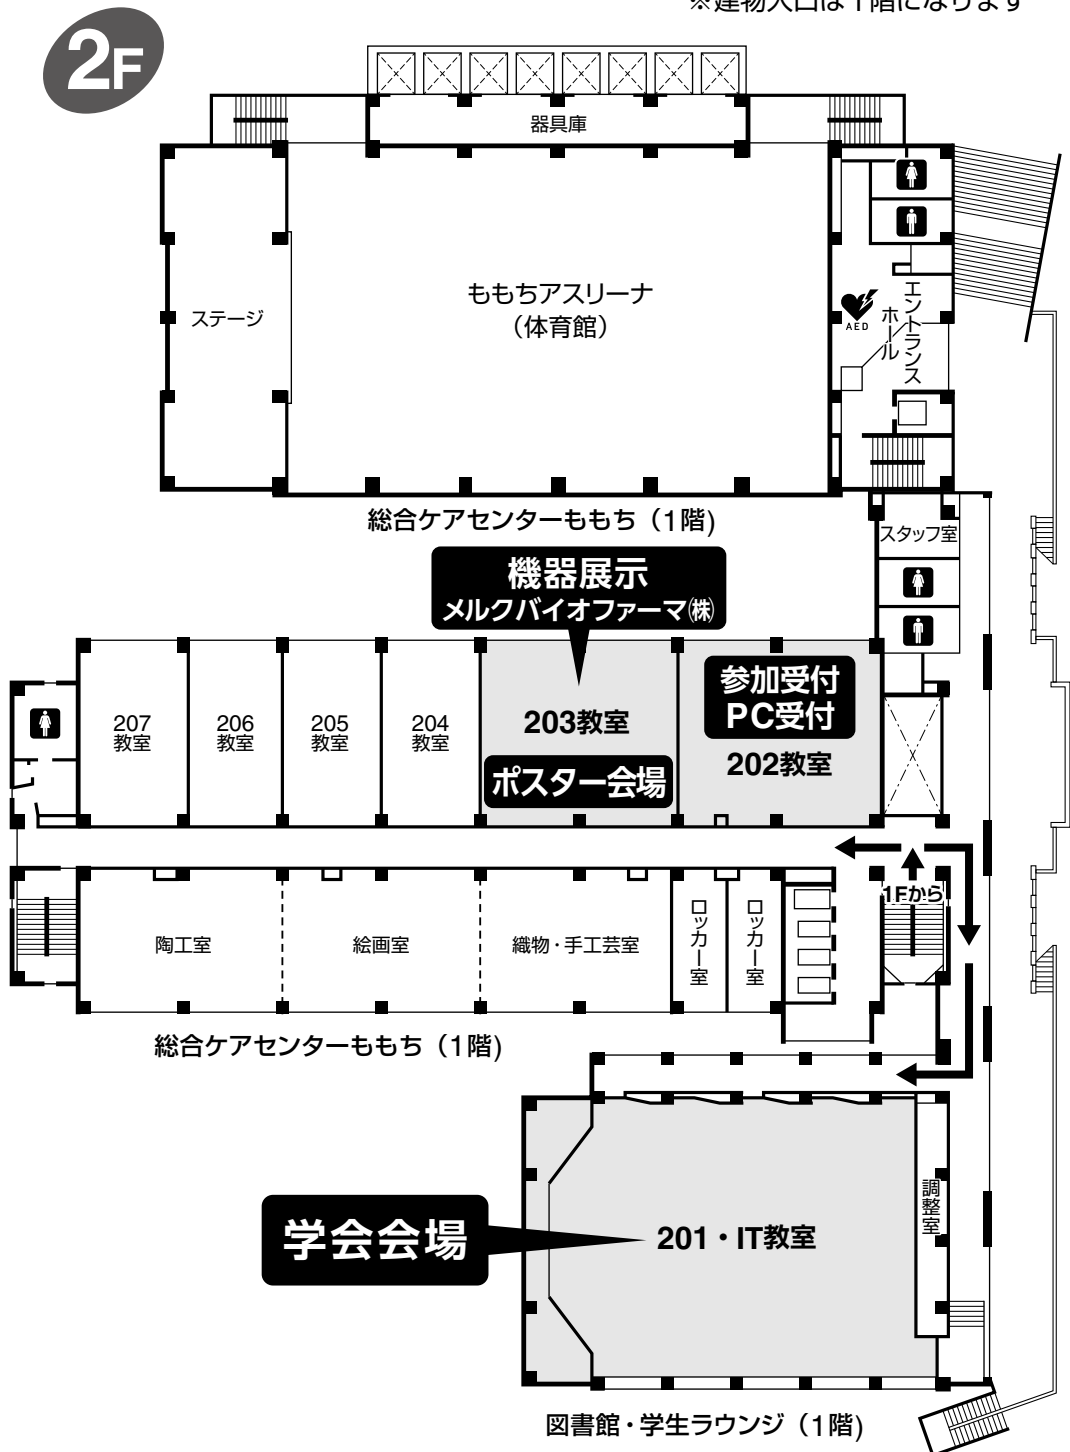 ※建物入口は1階になります
2F
器具庫
ステージ
ももちアスリーナ
（体育館）
AED
エントランス
ホール
総合ケアセンターももち（1階)
スタッフ室
機器展示
メルクバイオファーマ㈱
207
教室
206
教室
205
教室
204
教室
203教室
ポスター会場
参加受付
PC受付
202教室
1Fから
陶工室
絵画室
織物・手工芸室
ロッカー室
ロッカー室
総合ケアセンターももち（1階)
調整室
学会会場
201・IT教室
図書館・学生ラウンジ（1階)